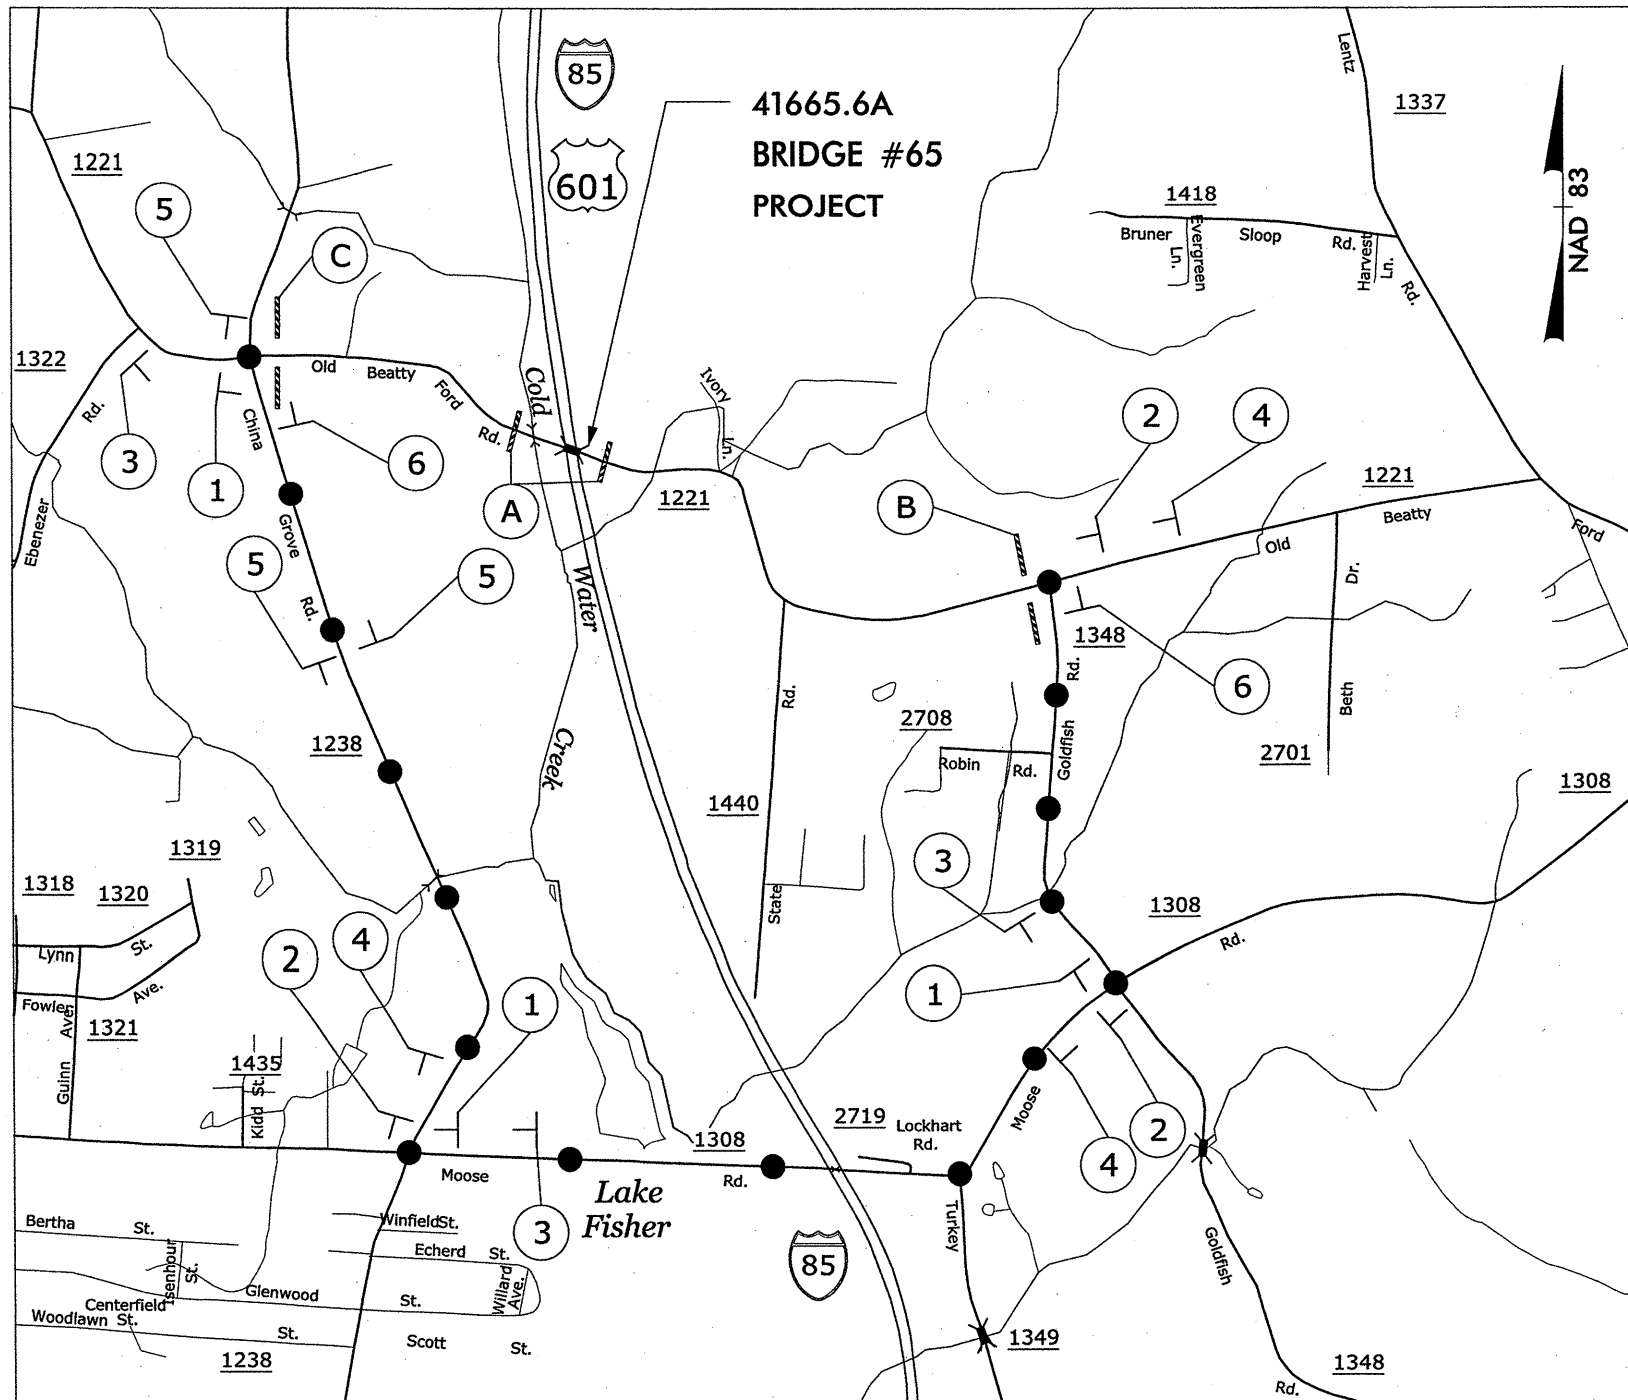 85
601
41665.6A
BRIDGE #65
PROJECT
Lentz
1337
NAD 83
1221
5
C
1418
Bruner
Sloop
Rd.
Evergreen
Ln.
Harvest
Ln.
Rd.
1322
Old
Beatty
Ford
Rd.
Cold
Ivory
Ln.
2
4
Rd.
3
1
China
6
A
1221
B
1221
Beatty
Old
Ford
Ebenezer
Grove
5
Rd.
5
Water
1348
Rd.
Dr.
6
Beth
1238
Creek
Rd.
2708
Robin
Rd.
Goldfish
2701
1308
1440
State
3
1318
1320
1319
Lynn
St.
Fowler
Ave.
Ave.
1321
Guinn
2
4
1
1308
Rd.
1
1435
Kidd St.
2719
Lockhart
Rd.
Moose
4
2
1308
Moose
Rd.
Lake
Fisher
3
Turkey
Goldfish
Bertha
St.
Winfield St.
Echerd
St.
Isenhour
St.
Willard
Ave.
Glenwood
St.
Centerfield
St.
Woodlawn
St.
Scott
St.
85
1238
1349
1348
Rd.